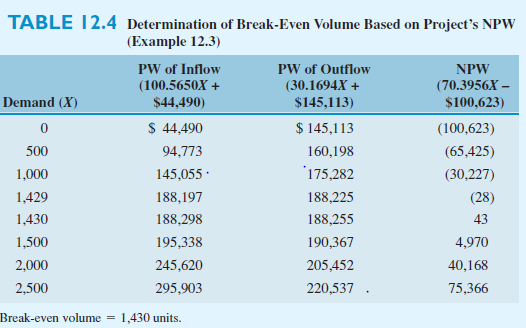 TABLE 12.4 Determination of Break-Even Volume Based on Project's NPW
(Example 12.3)
PW of Inflow PW of Outflow NPW
(100.5650X + (30.1694X + (70.3956X –
Demand (X) $44,490) $145,113) $100,623)
0 $ 44,490 $ 145,113 (100,623)
500 94,773 160,198 (65,425)
1,000 145,055 175,282 (30,227)
1,429 188,197 188,225 (28)
1,430 188,298 188,255 43
1,500 195,338 190,367 4,970
2,000 245,620 205,452 40,168
2,500 295,903 220,537 75,366
Break-even volume = 1,430 units.